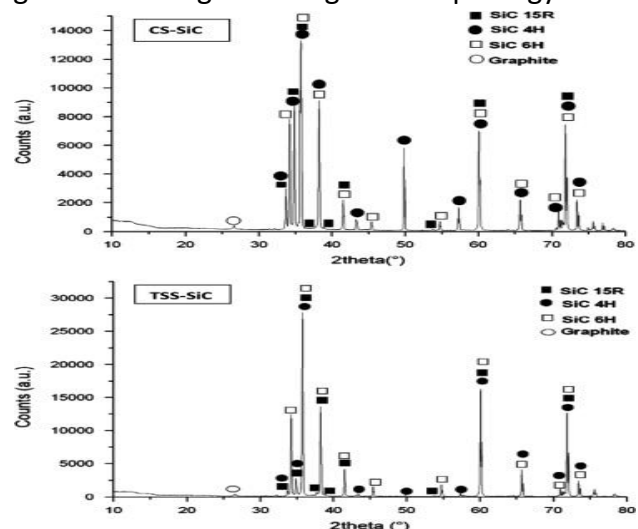 CS-SiC
SiC 15R
SiC 4H
SiC 6H
Graphite
14000
12000
10000
8000
6000
4000
2000
0
Counts (a.u.)
10 20 30 40 50 60 70 80
2theta(°)
TSS-SiC
SiC 15R
SiC 4H
SiC 6H
Graphite
30000
25000
20000
15000
10000
5000
0
Counts (a.u.)
10 20 30 40 50 60 70 80
2theta (°)